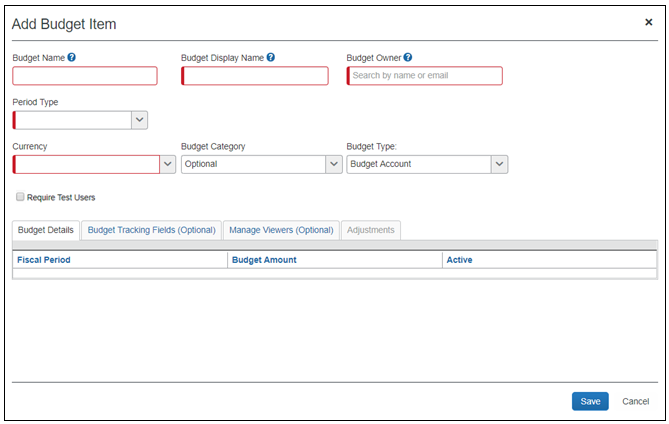 Add Budget Item ×
Budget Name ? Budget Display Name ? Budget Owner ?
Search by name or email
Period Type
Currency Budget Category Budget Type:
Optional Budget Account
Require Test Users
Budget Details Budget Tracking Fields (Optional) Manage Viewers (Optional) Adjustments
Fiscal Period Budget Amount Active
Save Cancel